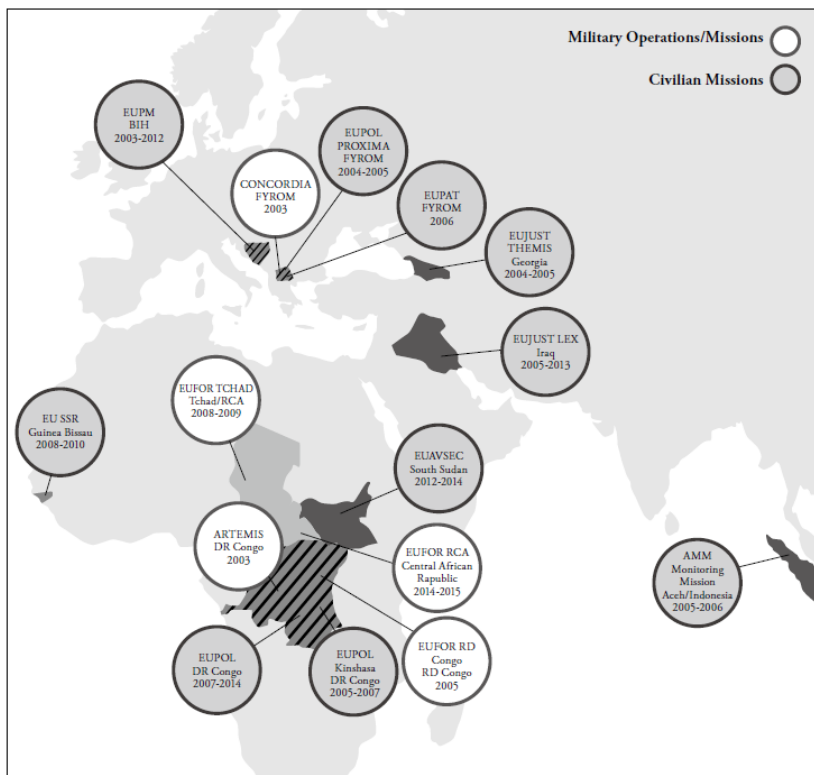 Military Operations/Missions
Civilian Missions
EUPM
BIH
2003-2012
EUPOL
PROXIMA
FYROM
2004-2005
CONCORDIA
FYROM
2003
EUPAT
FYROM
2006
EUJUST
THEMIS
Georgia
2004-2005
EUJUST LEX
Iraq
2005-2013
EUFOR TCHAD
Tchad/RCA
2008-2009
EU SSR
Guinea Bissau
2008-2010
EUAVSEC
South Sudan
2012-2014
ARTEMIS
DR Congo
2003
EUFOR RCA
Central African
Rapublic
2014-2015
AMM
Monitoring
Mission
Aceh/Indonesia
2005-2006
EUPOL
DR Congo
2007-2014
EUPOL
Kinshasa
DR Congo
2005-2007
EUFOR RD
Congo
RD Congo
2005